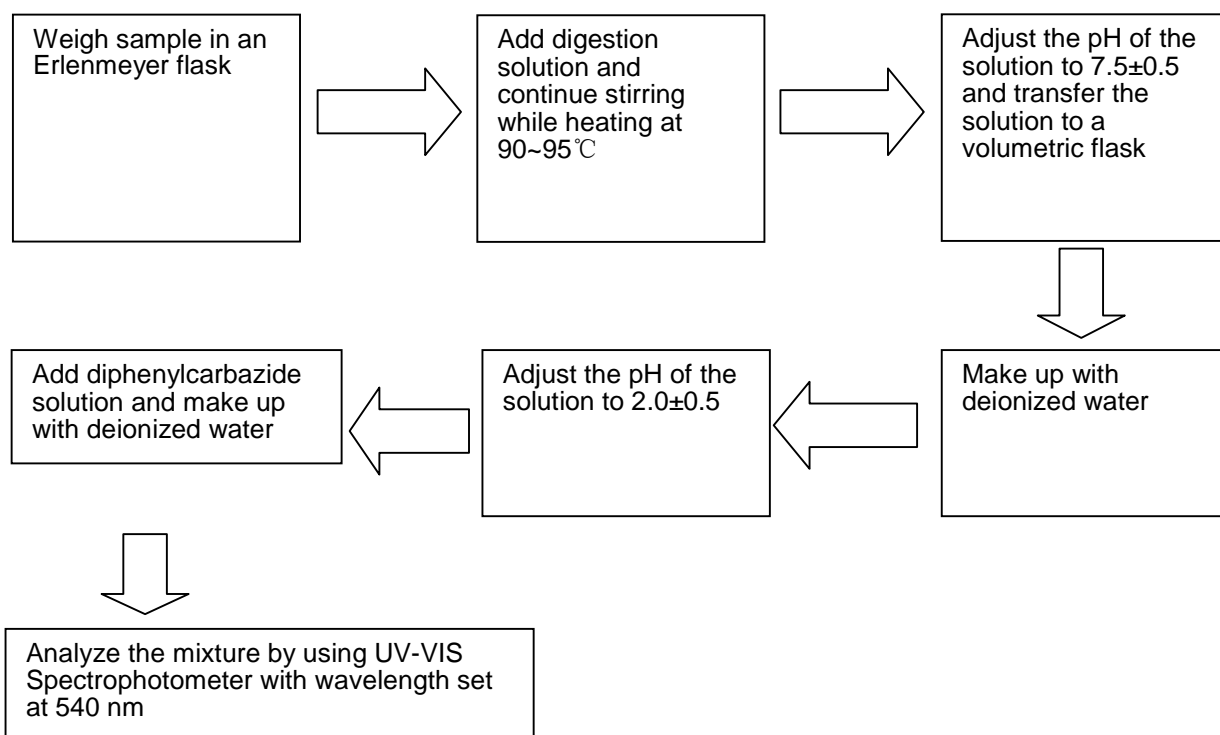 Weigh sample in an
Erlenmeyer flask
Add digestion
solution and
continue stirring
while heating at
90~95℃
Adjust the pH of the
solution to 7.5±0.5
and transfer the
solution to a
volumetric flask
Make up with
deionized water
Adjust the pH of the
solution to 2.0±0.5
Add diphenylcarbazide
solution and make up
with deionized water
Analyze the mixture by using UV-VIS
Spectrophotometer with wavelength set
at 540 nm